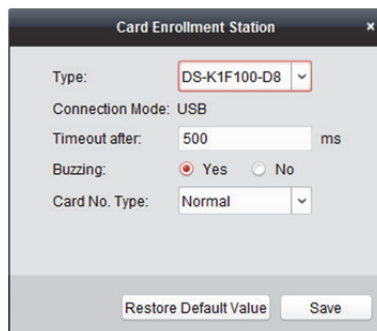 Card Enrollment Station ×
Type: DS-K1F100-D8
Connection Mode: USB
Timeout after: 500 ms
Buzzing: Yes No
Card No. Type: Normal
Restore Default Value Save